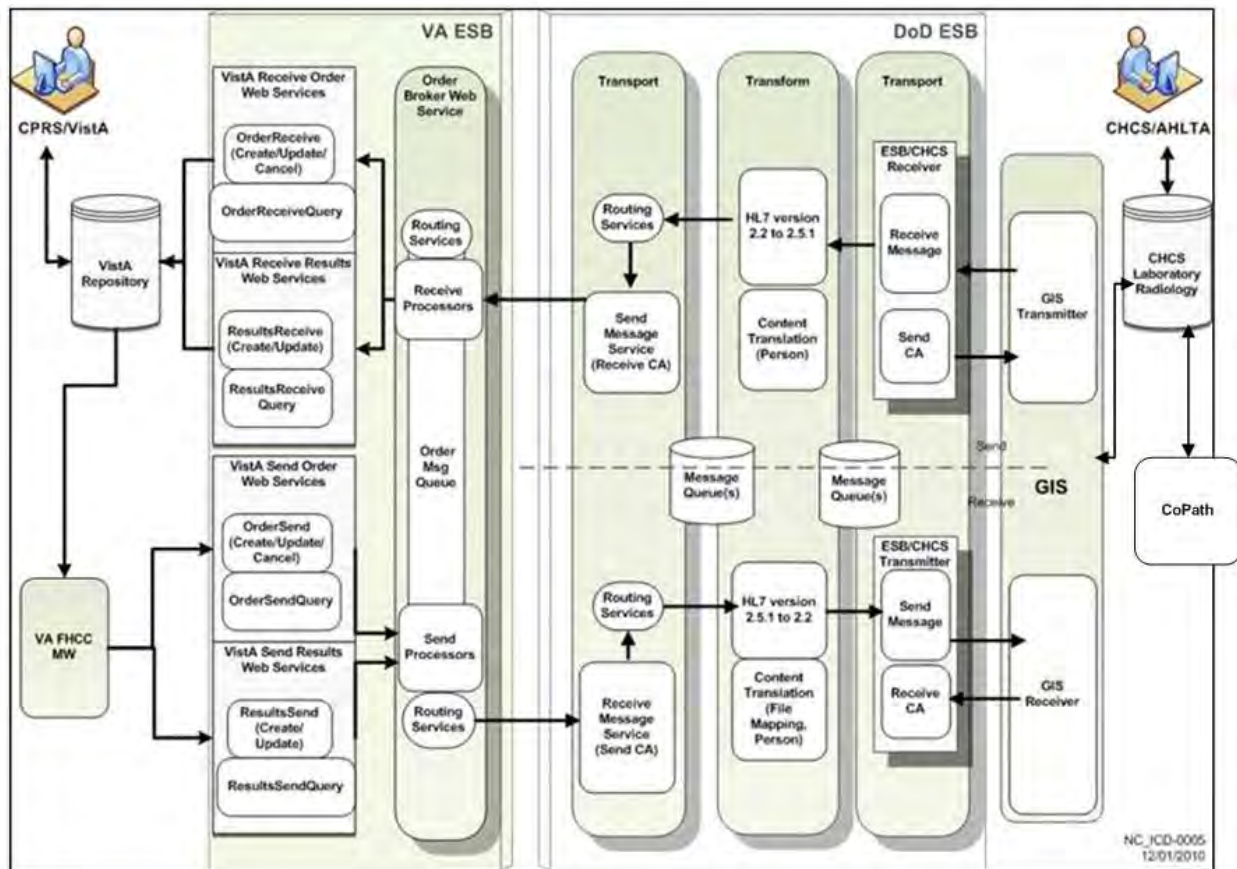 VA ESB
DoD ESB
CPRS/VistA
VistA Receive Order
Web Services
OrderReceive
(Create/Update/
Cancel)
OrderReceiveQuery
VistA Receive Results
Web Services
ResultsReceive
(Create/Update)
ResultsReceive
Query
VistA
Repository
Order
Broker Web
Service
Routing
Services
Receive
Processors
Order
Msg
Queue
Send
Processors
Routing
Services
VistA Send Order
Web Services
OrderSend
(Create/Update/
Cancel)
OrderSendQuery
VistA Send Results
Web Services
ResultsSend
(Create/
Update)
ResultsSendQuery
VA FHCC
MW
Transport
Routing
Services
Send
Message
Service
(Receive CA)
Message
Queue(s)
Routing
Services
Receive
Message
Service
(Send CA)
Transform
HL7 version
2.2 to 2.5.1
Content
Translation
(Person)
Message
Queue(s)
HL7 version
2.5.1 to 2.2
Content
Translation
(File
Mapping,
Person)
Transport
ESB/CHCS
Receiver
Receive
Message
Send
CA
ESB/CHCS
Transmitter
Send
Message
Receive
CA
Send
Receive
GIS
Transmitter
GIS
GIS
Receiver
CHCS/AHLTA
CHCS
Laboratory
Radiology
CoPath
NC_ICD-0005
12/01/2010